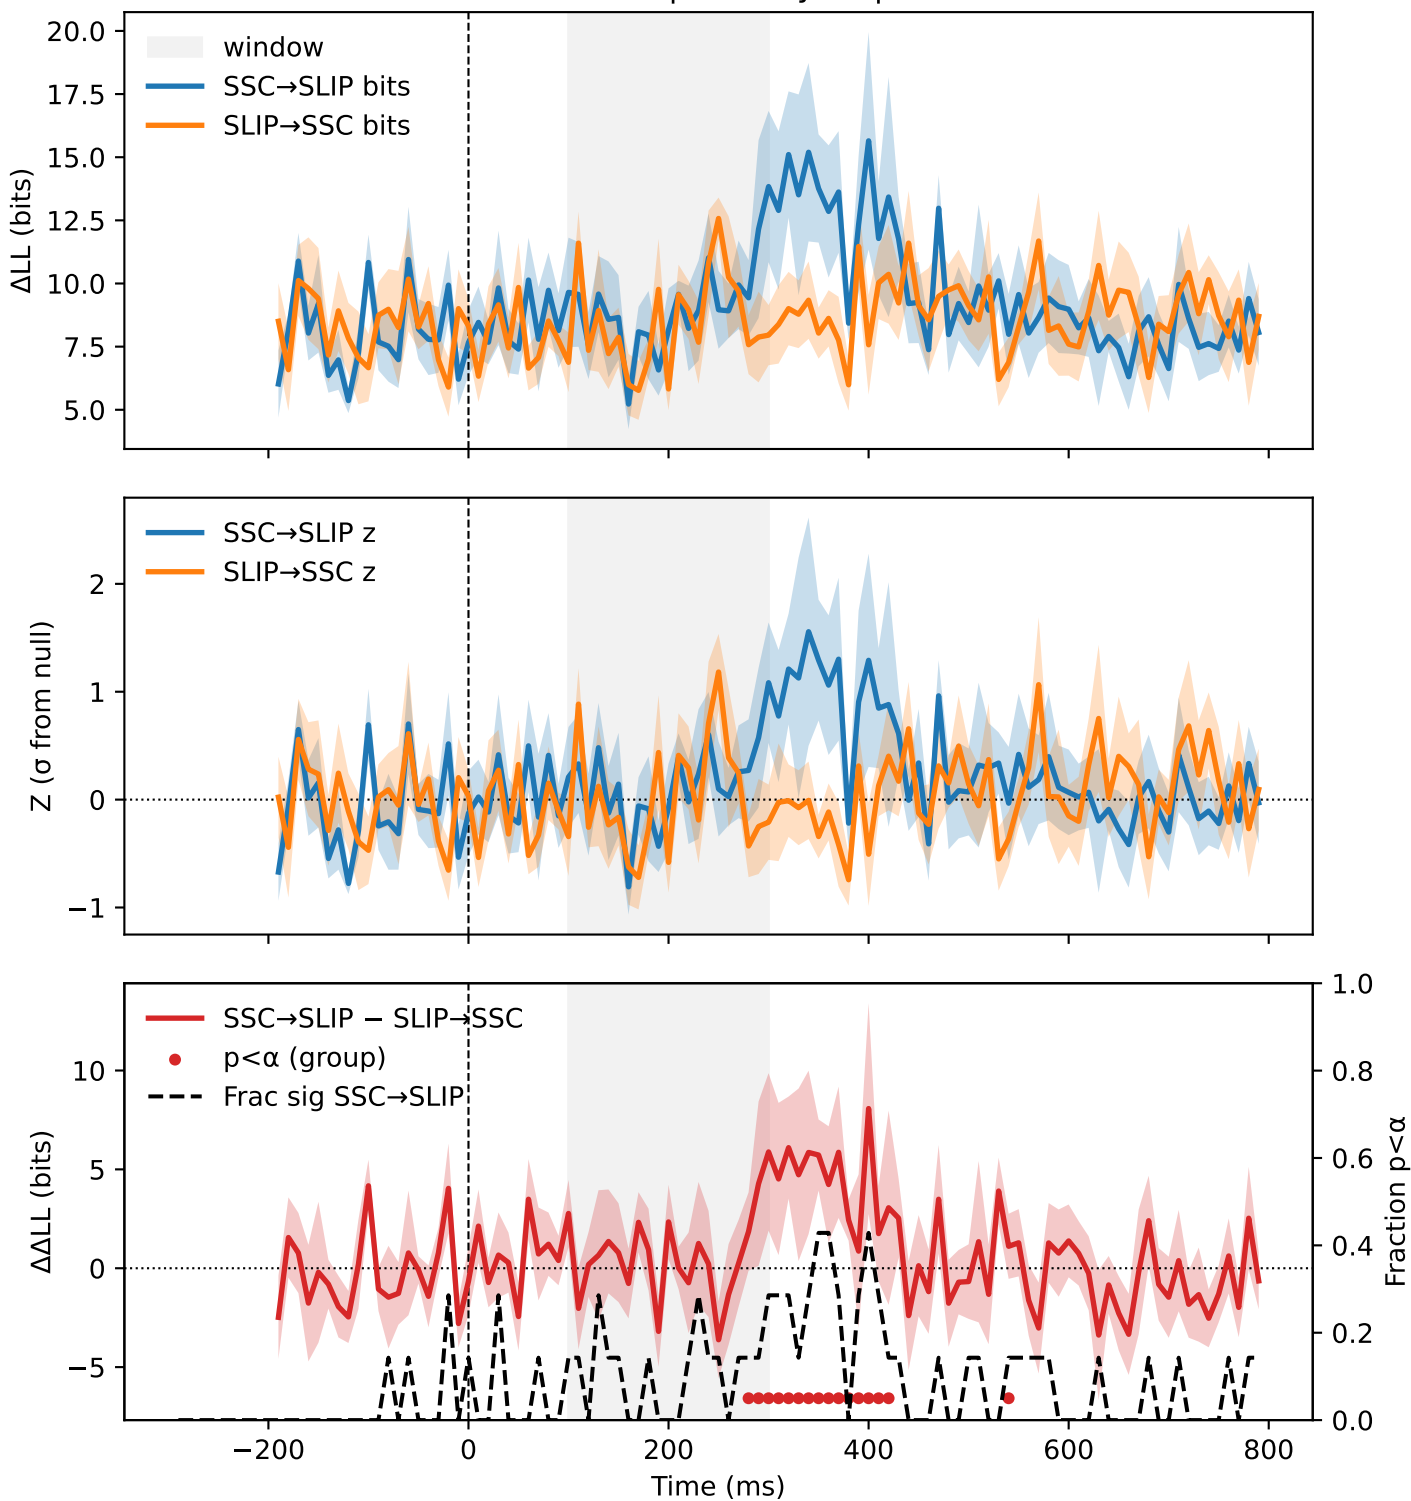 20.0
17.5
15.0
12.5
10.0
7.5
5.0
ΔLL (bits)
window
SSC→SLIP bits
SLIP→SSC bits
2
1
0
−1
Z (σ from null)
SSC→SLIP z
SLIP→SSC z
10
5
0
−5
ΔΔLL (bits)
SSC→SLIP − SLIP→SSC
p<α (group)
Frac sig SSC→SLIP
1.0
0.8
0.6
0.4
0.2
0.0
Fraction p<α
−200
0
200
400
600
800
Time (ms)